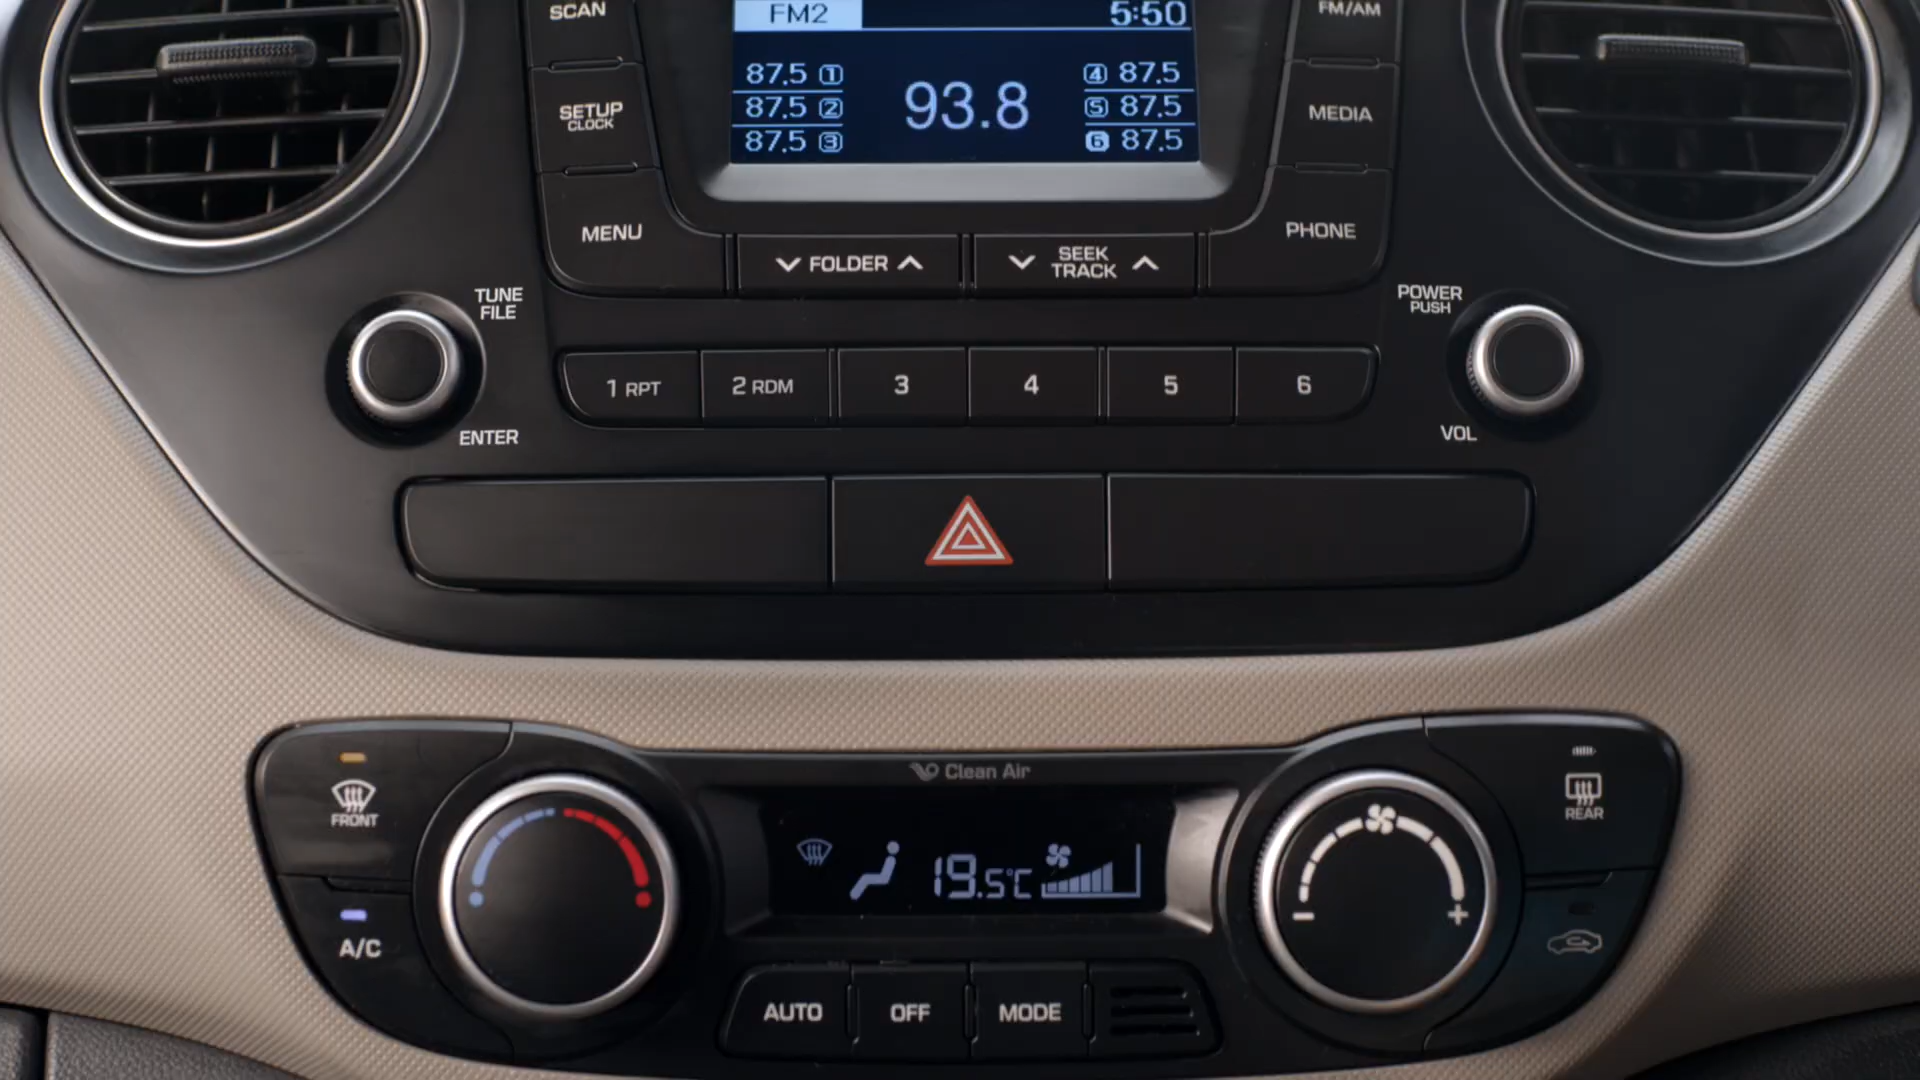 SCAN
FM2 5:50
FM/AM
87.5 1
87.5 2
87.5 3
93.8
4 87.5
5 87.5
6 87.5
SETUP
CLOCK
MEDIA
MENU
PHONE
FOLDER
SEEK
TRACK
TUNE
FILE
POWER
PUSH
1 RPT
2 RDM
3
4
5
6
ENTER
VOL
Clean Air
FRONT
REAR
19.5°C
- +
A/C
AUTO
OFF
MODE